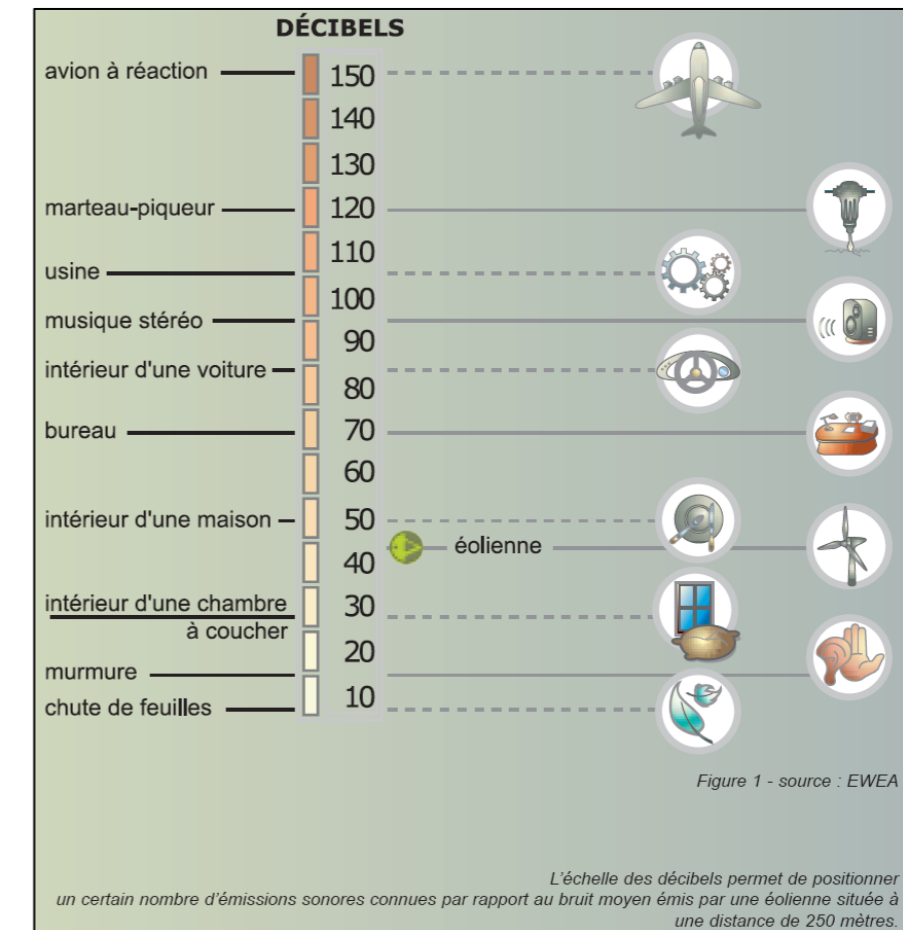 DÉCIBELS
avion à réaction 150
140
130
marteau-piqueur 120
110
usine
100
musique stéréo
90
intérieur d'une voiture
80
bureau 70
60
intérieur d'une maison 50
éolienne
40
intérieur d'une chambre 30
à coucher
20
murmure
10
chute de feuilles
Figure 1 - source : EWEA
L'échelle des décibels permet de positionner
un certain nombre d'émissions sonores connues par rapport au bruit moyen émis par une éolienne située à
une distance de 250 mètres.